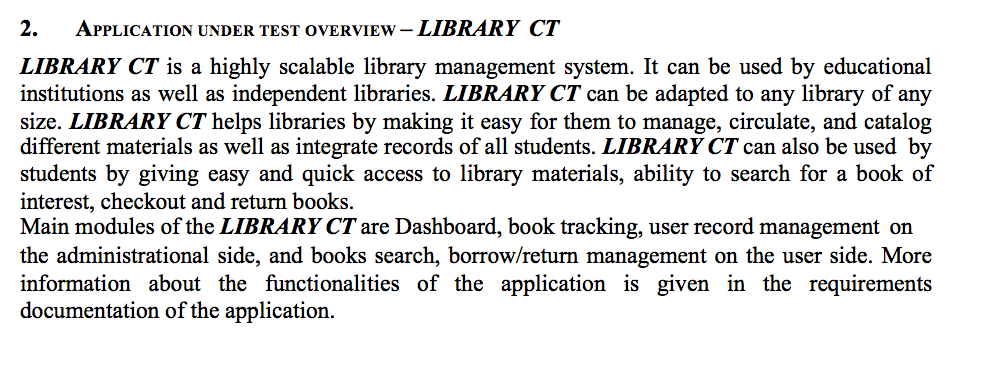 2. APPLICATION UNDER TEST OVERVIEW – LIBRARY CT
LIBRARY CT is a highly scalable library management system. It can be used by educational
institutions as well as independent libraries. LIBRARY CT can be adapted to any library of any
size. LIBRARY CT helps libraries by making it easy for them to manage, circulate, and catalog
different materials as well as integrate records of all students. LIBRARY CT can also be used by
students by giving easy and quick access to library materials, ability to search for a book of
interest, checkout and return books.
Main modules of the LIBRARY CT are Dashboard, book tracking, user record management on
the administrational side, and books search, borrow/return management on the user side. More
information about the functionalities of the application is given in the requirements
documentation of the application.